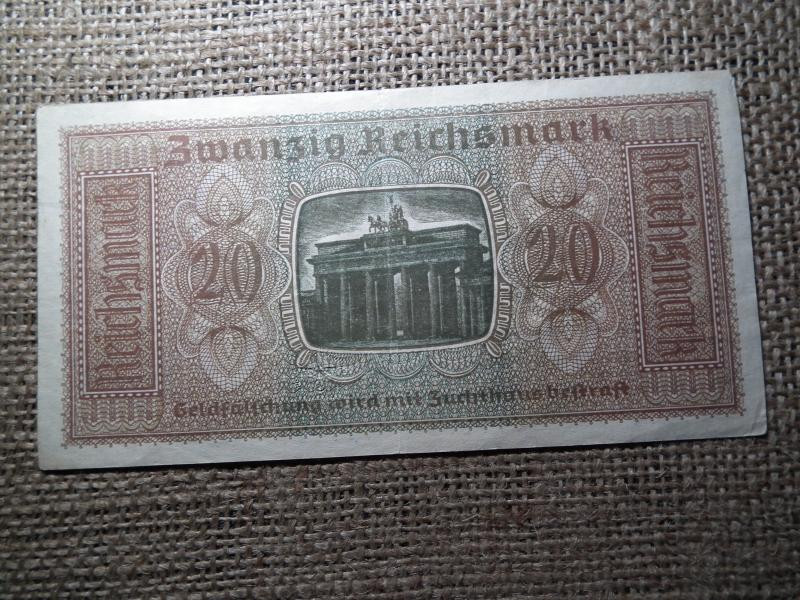 Zwanzig Reichsmark
Reichsmark
20
20
Reichsmark
Geldfälschung wird mit Zuchthaus bestraft